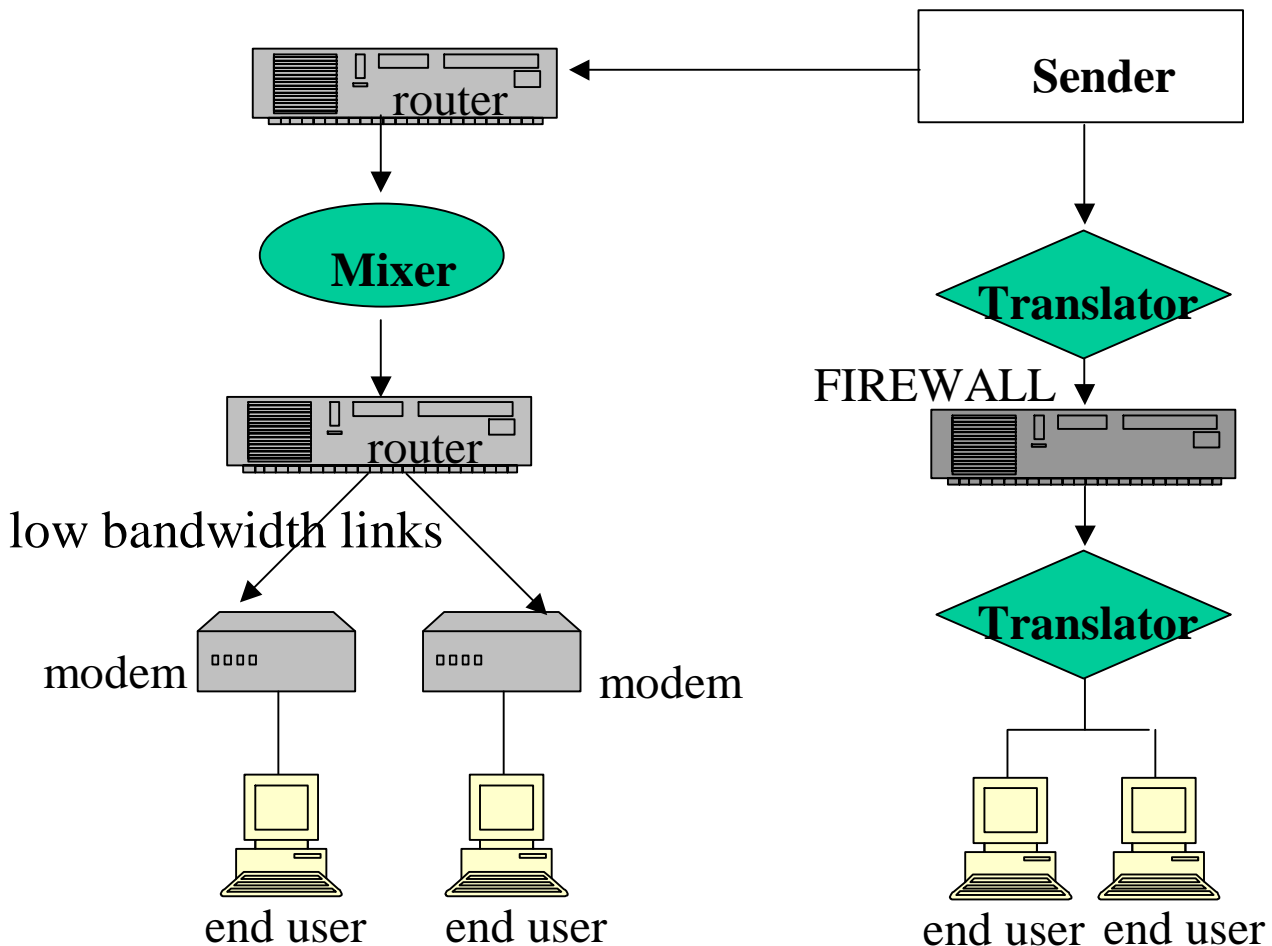 Sender
router
Mixer
Translator
FIREWALL
router
low bandwidth links
Translator
modem
modem
end user
end user
end user
end user